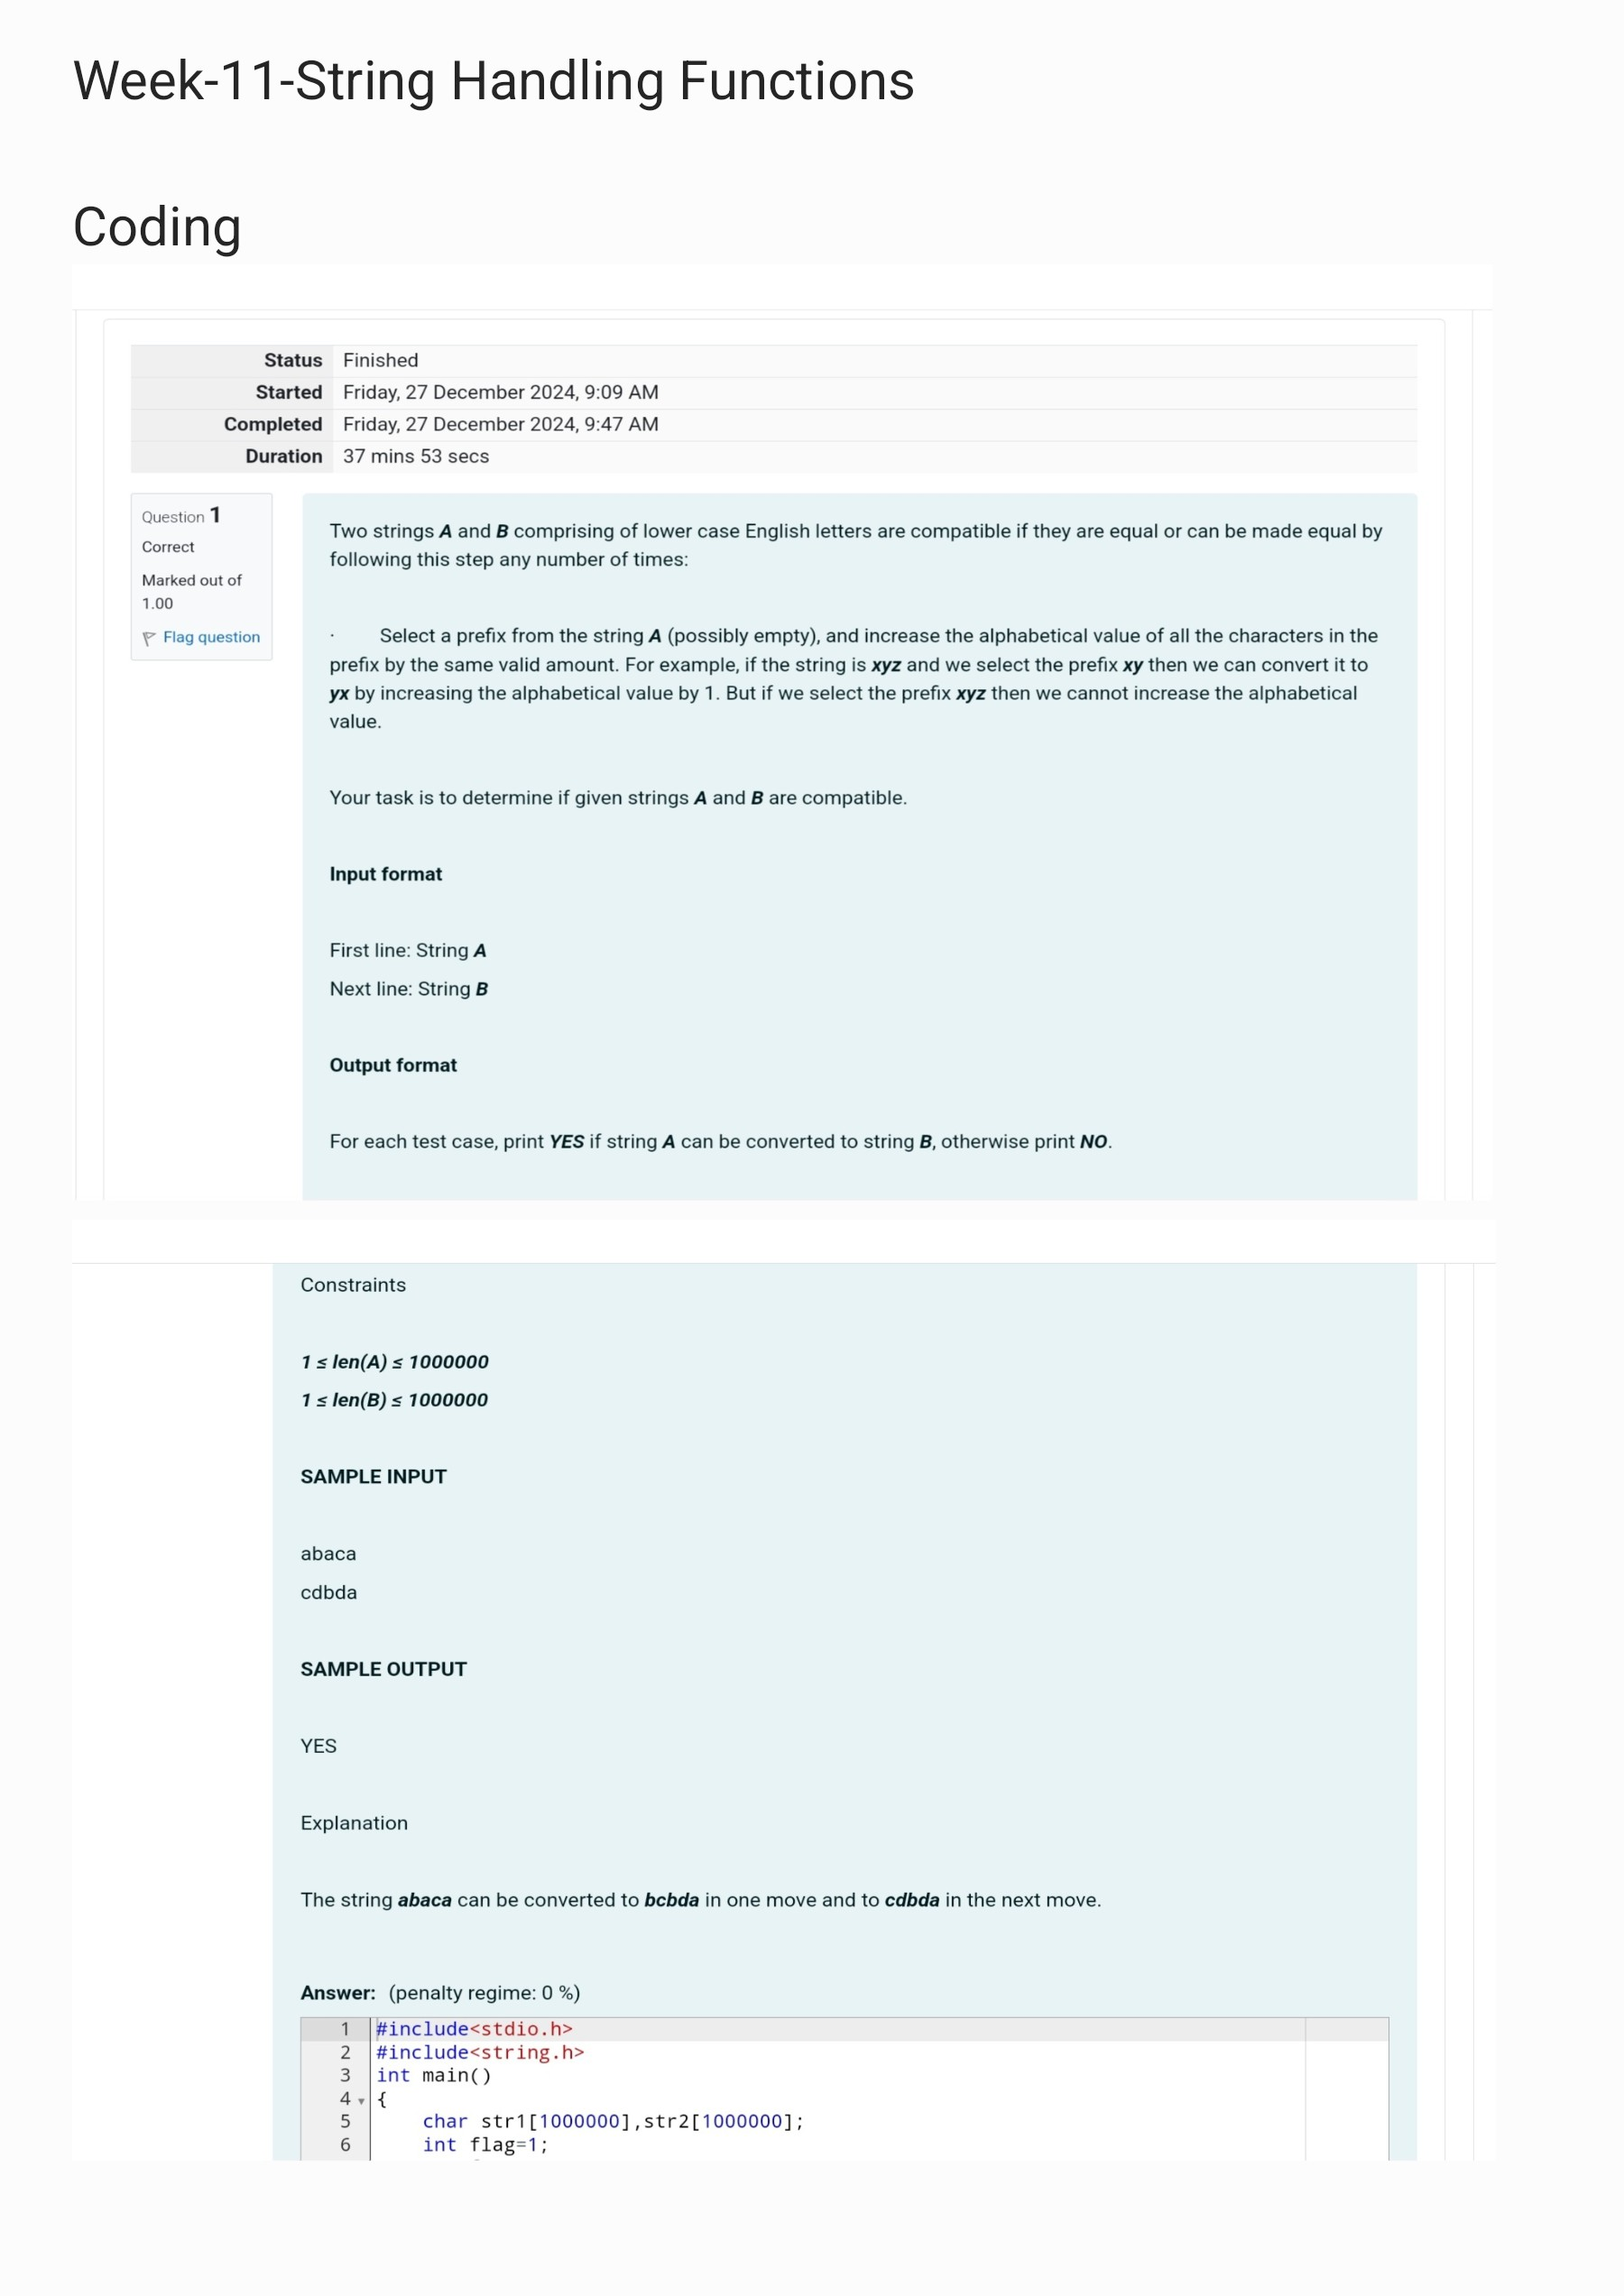 Week-11-String Handling Functions
Coding
Status Finished
Started Friday, 27 December 2024, 9:09 AM
Completed Friday, 27 December 2024, 9:47 AM
Duration 37 mins 53 secs
Question 1
Correct
Marked out of
1.00
Flag question
Two strings A and B comprising of lower case English letters are compatible if they are equal or can be made equal by
following this step any number of times:
· Select a prefix from the string A (possibly empty), and increase the alphabetical value of all the characters in the
prefix by the same valid amount. For example, if the string is xyz and we select the prefix xy then we can convert it to
yx by increasing the alphabetical value by 1. But if we select the prefix xyz then we cannot increase the alphabetical
value.
Your task is to determine if given strings A and B are compatible.
Input format
First line: String A
Next line: String B
Output format
For each test case, print YES if string A can be converted to string B, otherwise print NO.
Constraints
1 ≤ len(A) ≤ 1000000
1 ≤ len(B) ≤ 1000000
SAMPLE INPUT
abaca
cdbda
SAMPLE OUTPUT
YES
Explanation
The string abaca can be converted to bcbda in one move and to cdbda in the next move.
Answer: (penalty regime: 0 %)
1 #include<stdio.h>
2 #include<string.h>
3 int main()
4 {
5 char str1[1000000],str2[1000000];
6 int flag=1;